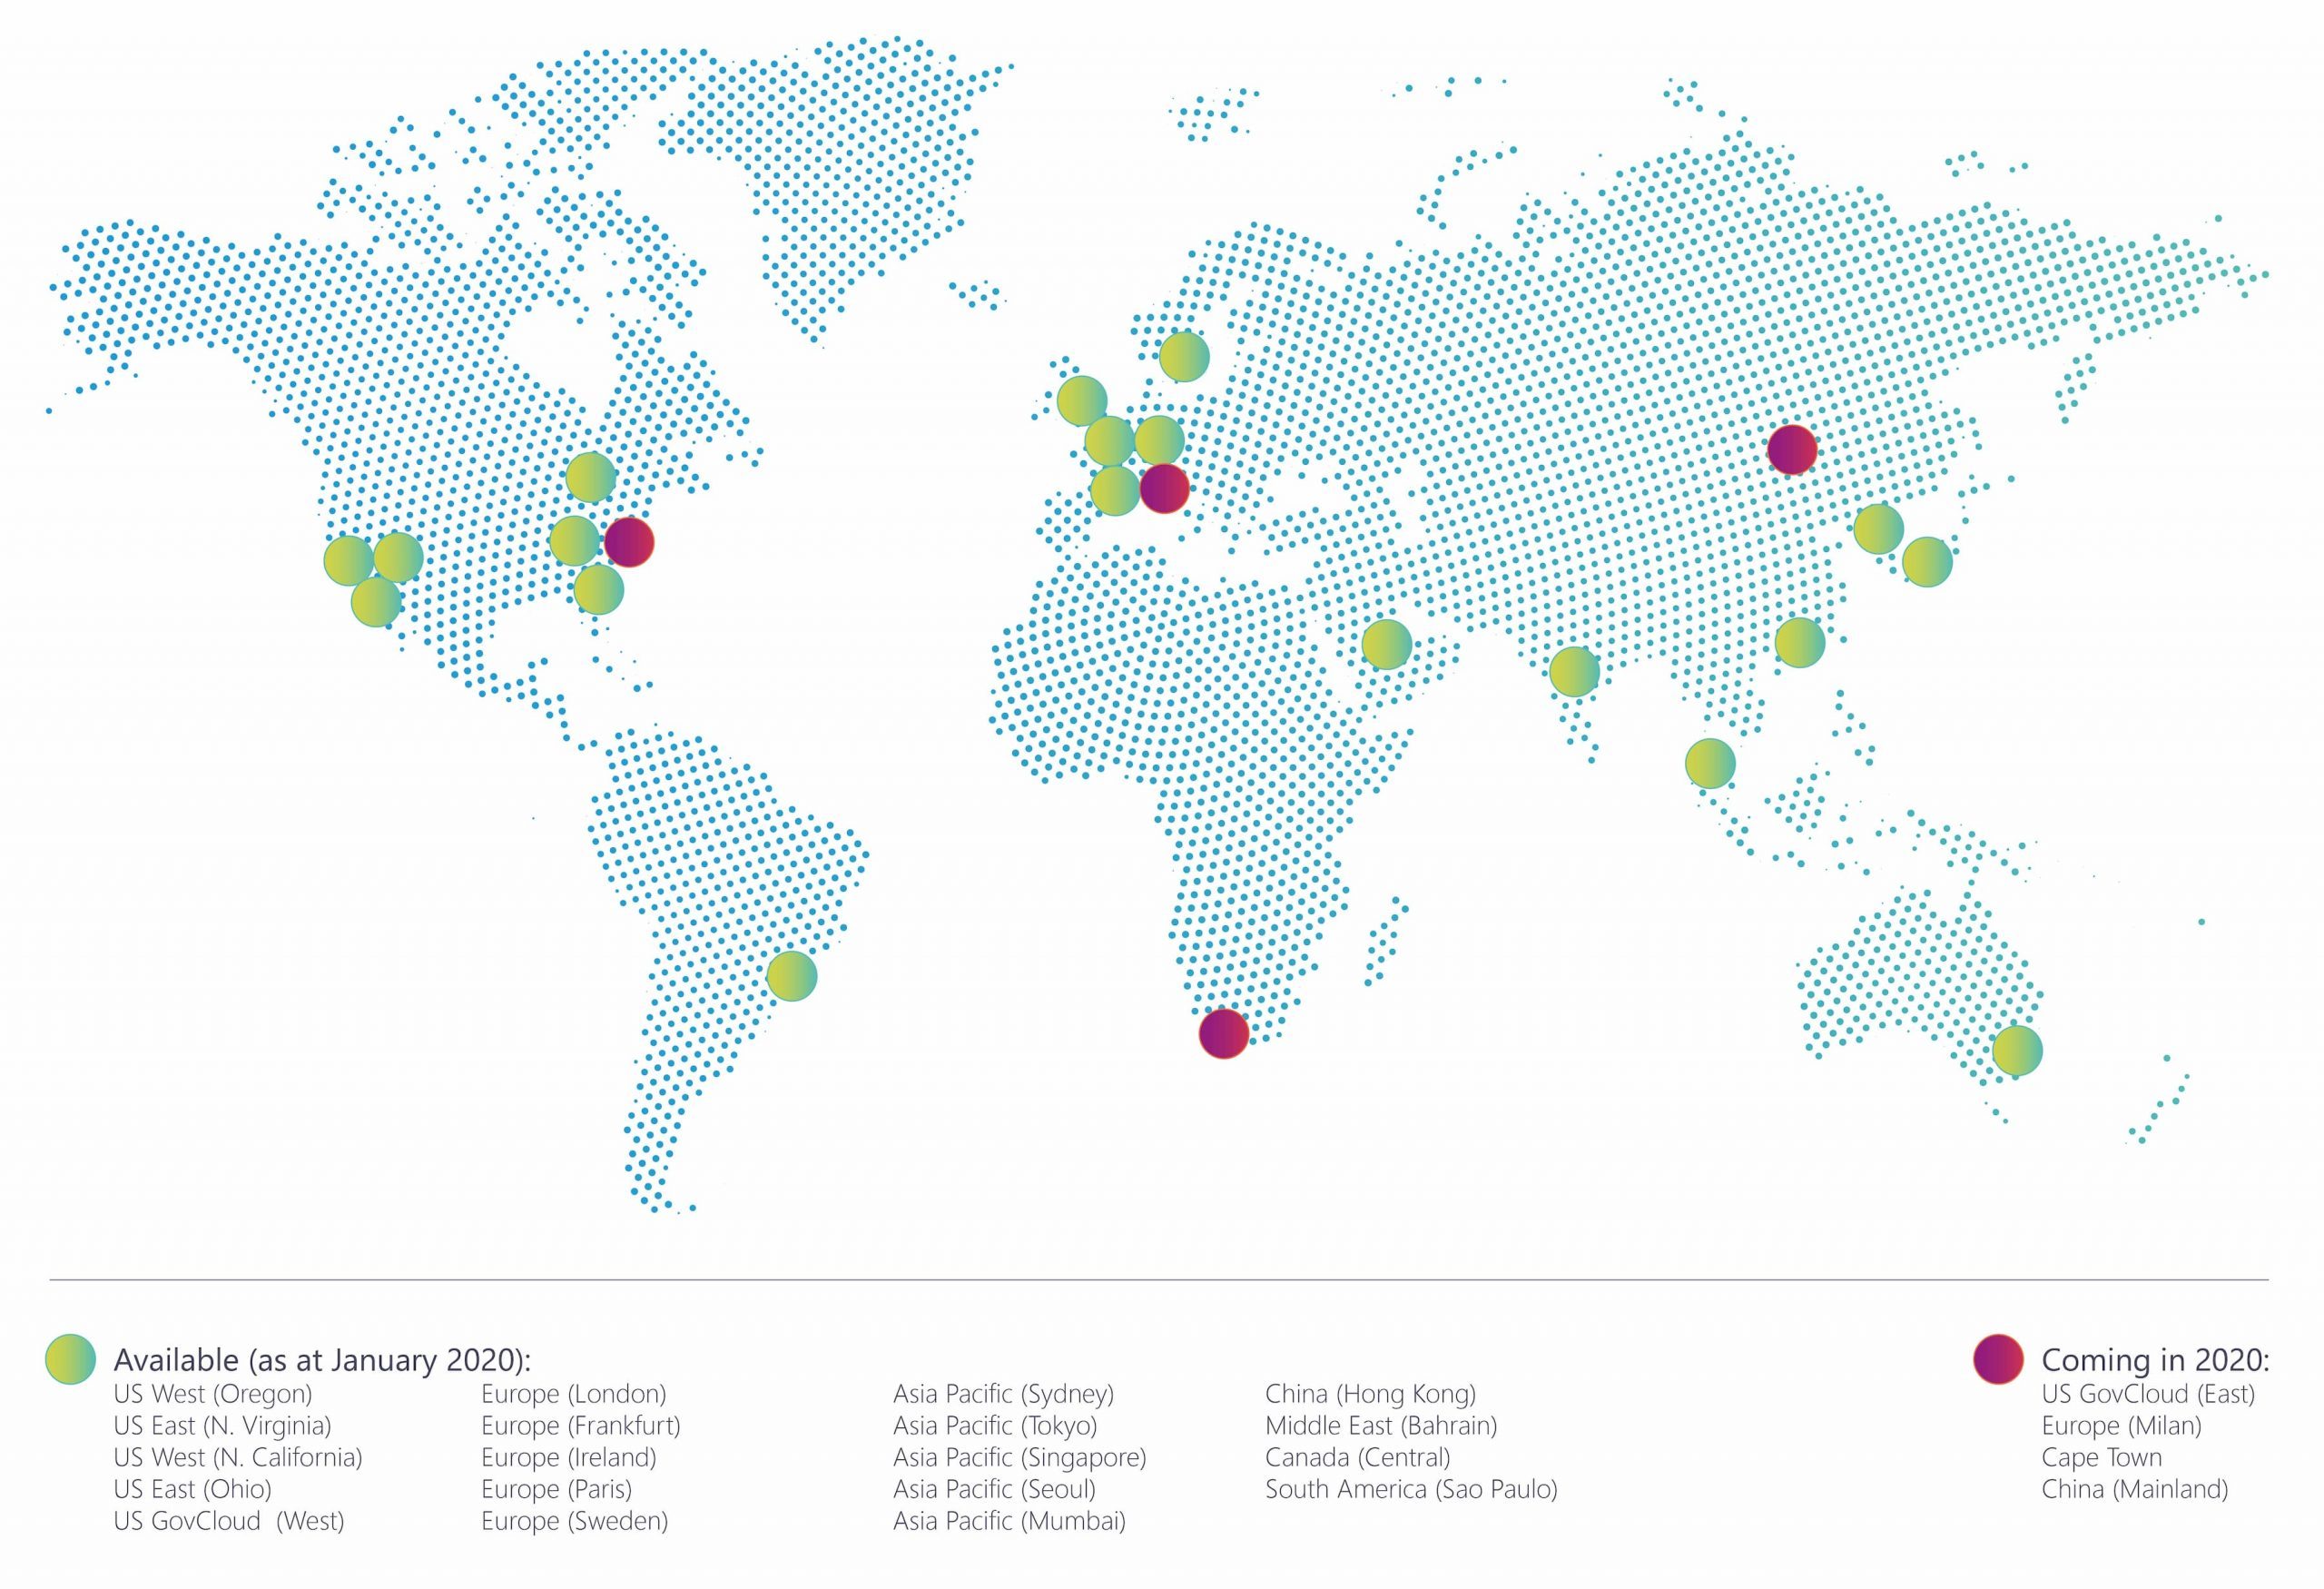 Available (as at January 2020):
US West (Oregon)
US East (N. Virginia)
US West (N. California)
US East (Ohio)
US GovCloud  (West)
Europe (London)
Europe (Frankfurt)
Europe (Ireland)
Europe (Paris)
Europe (Sweden)
Asia Pacific (Sydney)
Asia Pacific (Tokyo)
Asia Pacific (Singapore)
Asia Pacific (Seoul)
Asia Pacific (Mumbai)
China (Hong Kong)
Middle East (Bahrain)
Canada (Central)
South America (Sao Paulo)
Coming in 2020:
US GovCloud (East)
Europe (Milan)
Cape Town
China (Mainland)